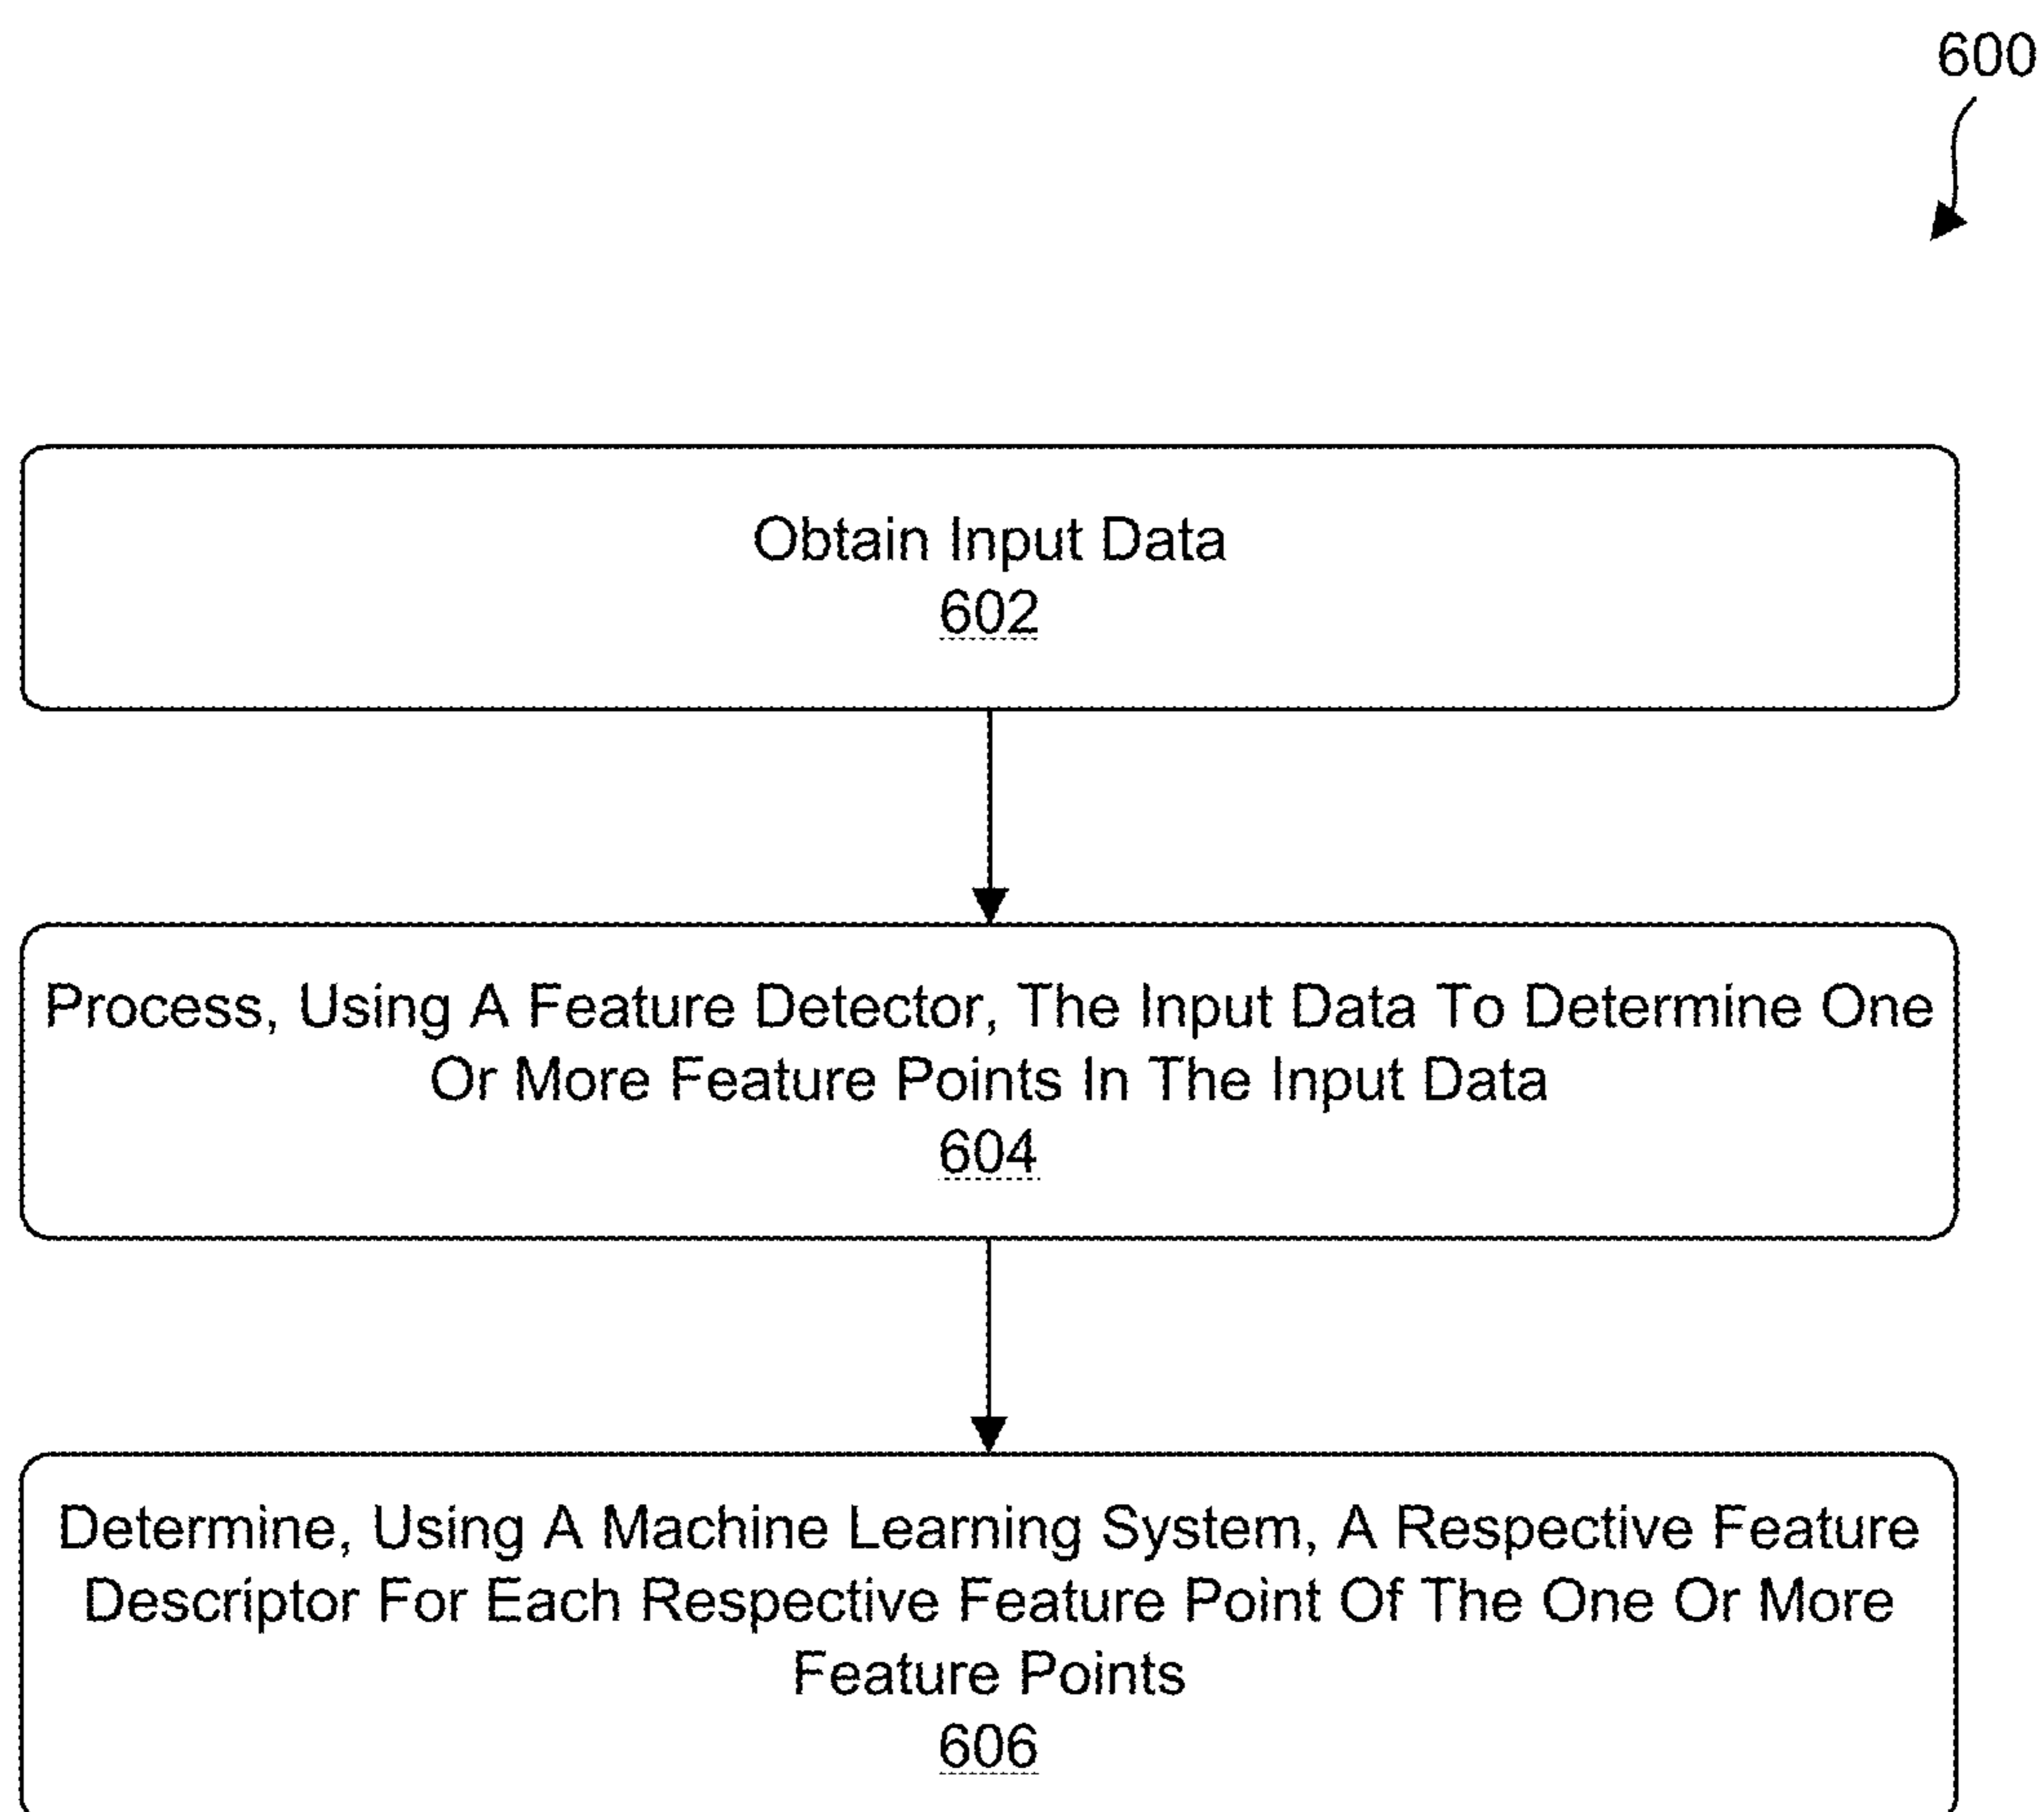 600
Obtain Input Data
602
Process, Using A Feature Detector, The Input Data To Determine One
Or More Feature Points In The Input Data
604
Determine, Using A Machine Learning System, A Respective Feature
Descriptor For Each Respective Feature Point Of The One Or More
Feature Points
606